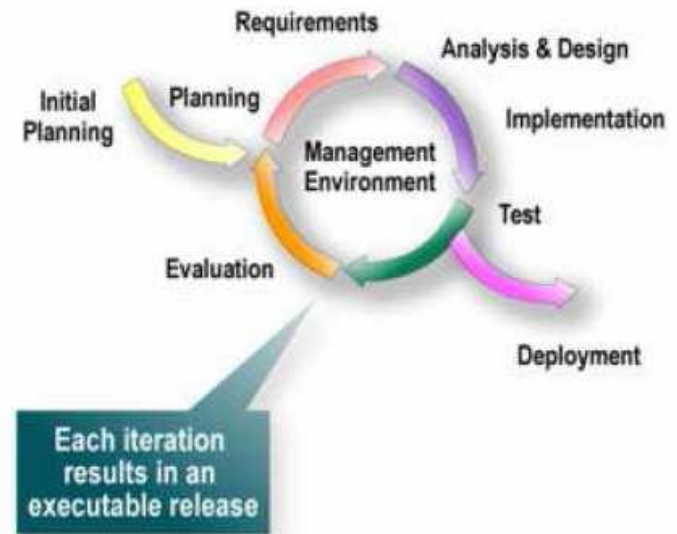 Requirements
Analysis & Design
Planning
Initial
Planning
Implementation
Management
Environment
Test
Evaluation
Deployment
Each iteration
results in an
executable release